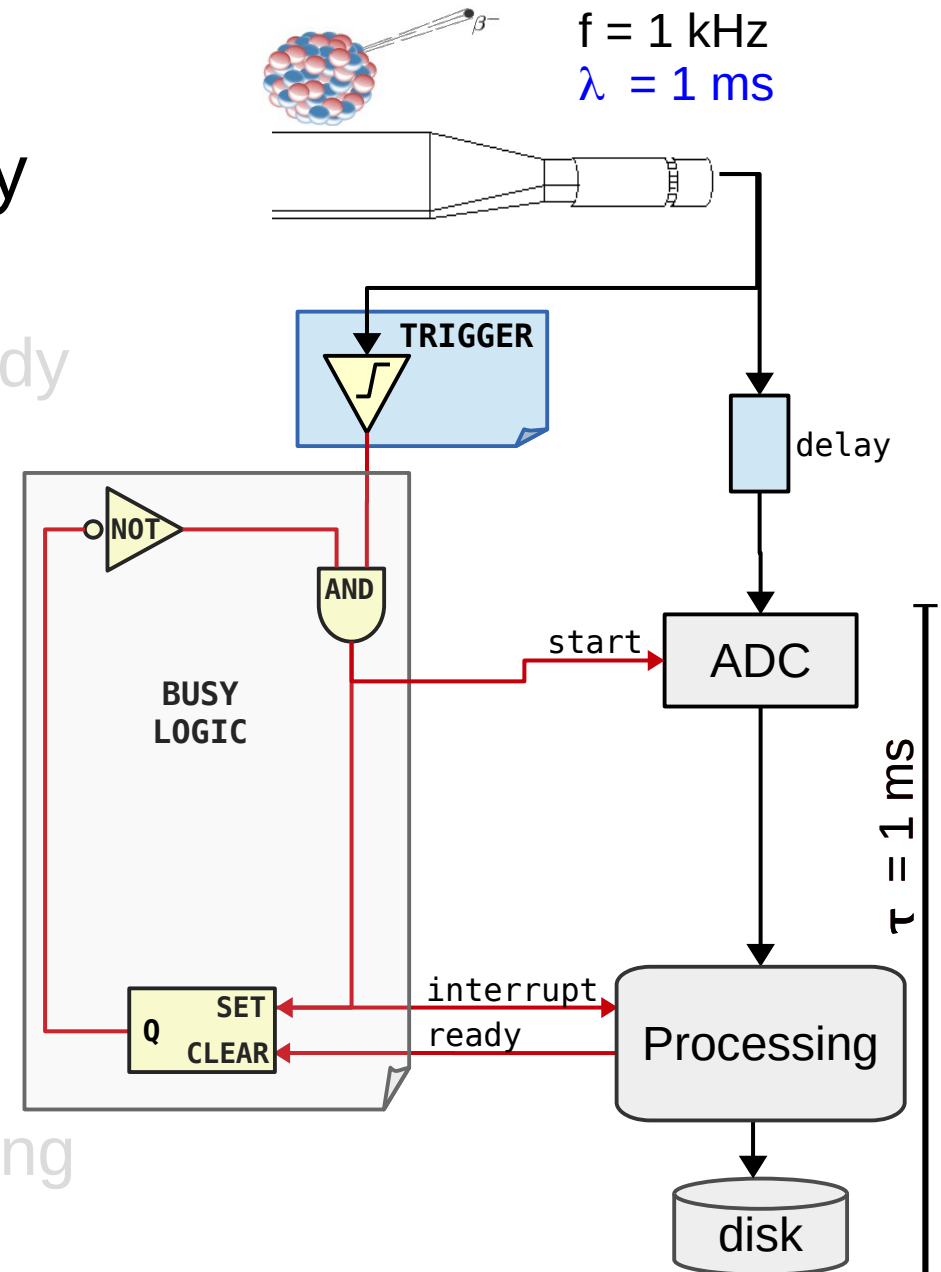 β⁻
f = 1 kHz
λ = 1 ms
y
TRIGGER
dy
delay
NOT
AND
start
ADC
BUSY
LOGIC
τ = 1 ms
SET
interrupt
Q
CLEAR
ready
Processing
ng
disk